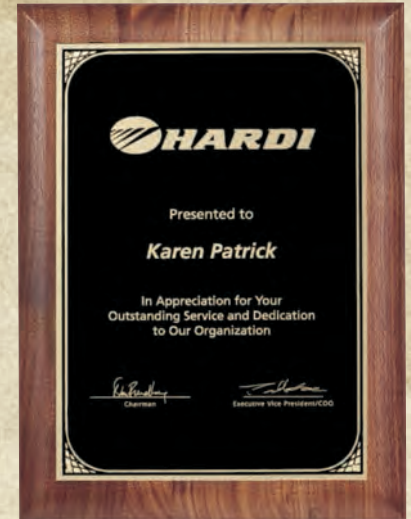 HARDI
Presented to
Karen Patrick
In Appreciation for Your
Outstanding Service and Dedication
to Our Organization
Chairman
Executive Vice President/COO